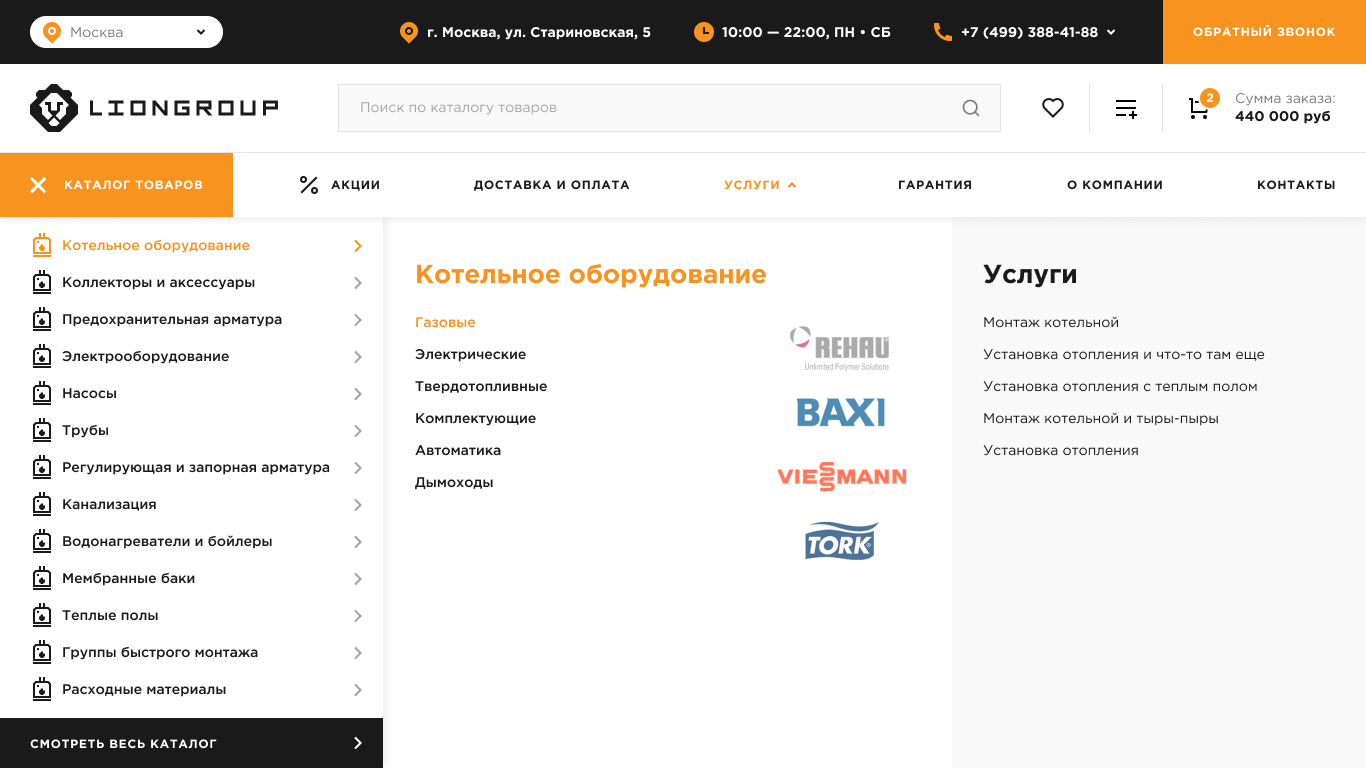 Москва
г. Москва, ул. Стариновская, 5
10:00 — 22:00, ПН • СБ
+7 (499) 388-41-88
ОБРАТНЫЙ ЗВОНОК
LIONGROUP
Поиск по каталогу товаров
2
Сумма заказа:
440 000 руб
КАТАЛОГ ТОВАРОВ
АКЦИИ
ДОСТАВКА И ОПЛАТА
УСЛУГИ
ГАРАНТИЯ
О КОМПАНИИ
КОНТАКТЫ
Котельное оборудование
Коллекторы и аксессуары
Предохранительная арматура
Электрооборудование
Насосы
Трубы
Регулирующая и запорная арматура
Канализация
Водонагреватели и бойлеры
Мембранные баки
Теплые полы
Группы быстрого монтажа
Расходные материалы
СМОТРЕТЬ ВЕСЬ КАТАЛОГ
Котельное оборудование
Газовые
Электрические
Твердотопливные
Комплектующие
Автоматика
Дымоходы
REHAU
Unlimited Polymer Solutions
BAXI
VIESSMANN
TORK
Услуги
Монтаж котельной
Установка отопления и что-то там еще
Установка отопления с теплым полом
Монтаж котельной и тыры-пыры
Установка отопления